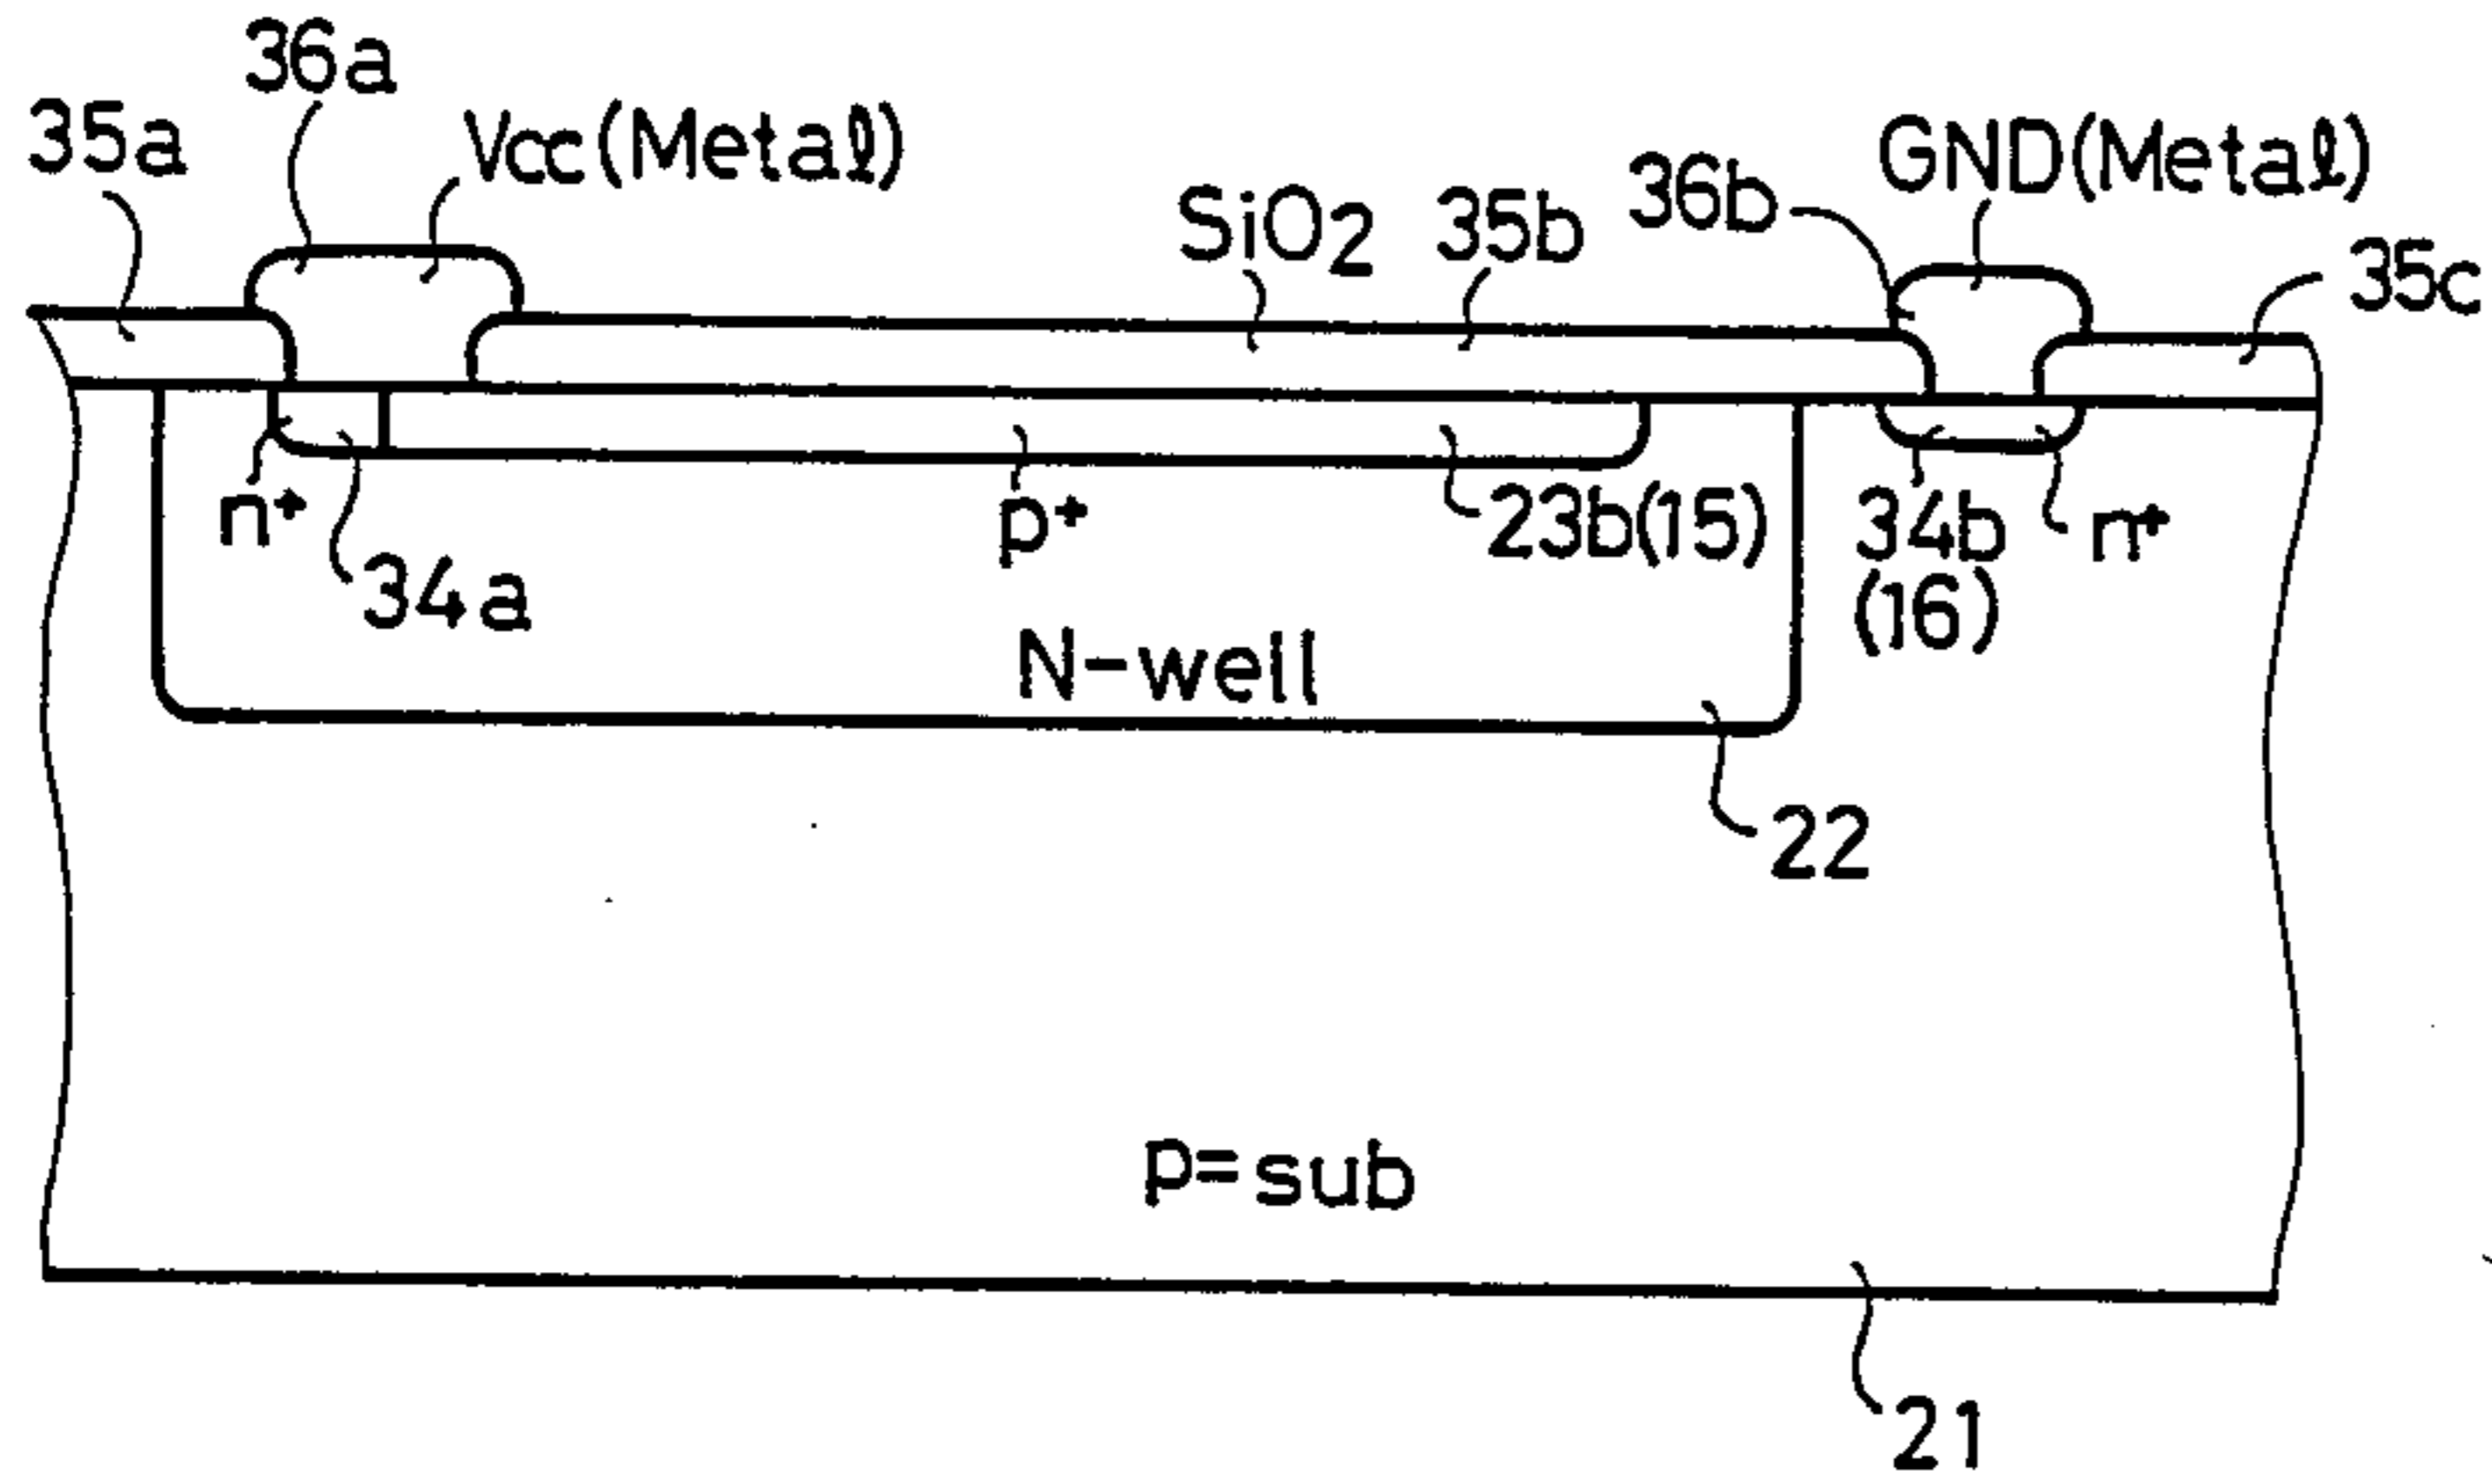 36a
35a
Vcc(Metal)
GND(Metal)
36b
SiO2
35b
35c
n+
p+
23b(15)
34b
(16)
n+
34a
N-well
22
p=sub
21